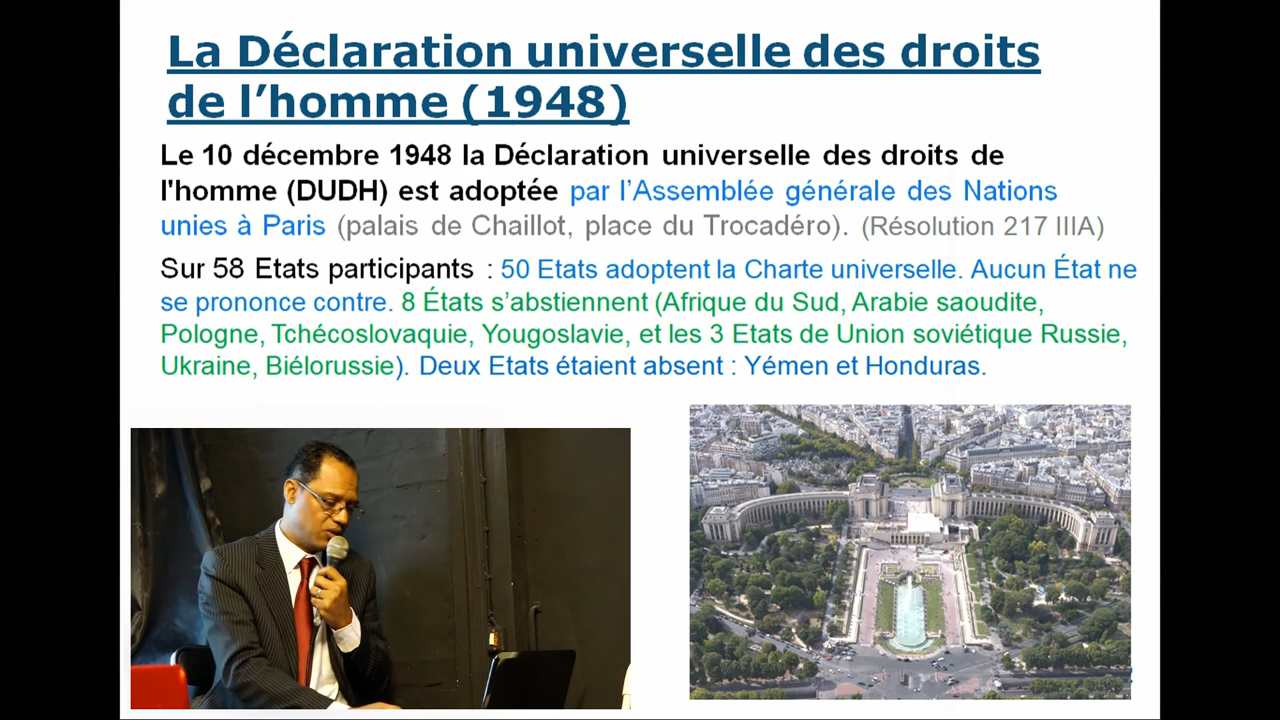 La Déclaration universelle des droits
de l’homme (1948)
Le 10 décembre 1948 la Déclaration universelle des droits de
l'homme (DUDH) est adoptée par l’Assemblée générale des Nations
unies à Paris (palais de Chaillot, place du Trocadéro). (Résolution 217 IIIA)
Sur 58 Etats participants : 50 Etats adoptent la Charte universelle. Aucun État ne
se prononce contre. 8 États s’abstiennent (Afrique du Sud, Arabie saoudite,
Pologne, Tchécoslovaquie, Yougoslavie, et les 3 Etats de Union soviétique Russie,
Ukraine, Biélorussie). Deux Etats étaient absent : Yémen et Honduras.